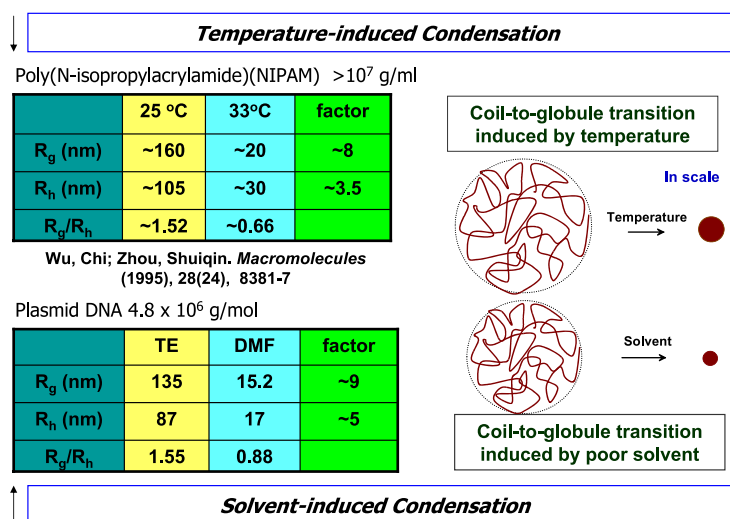 Temperature-induced Condensation
Poly(N-isopropylacrylamide)(NIPAM) >10⁷ g/ml
25 ºC 33ºC factor
Rg (nm) ~160 ~20 ~8
Rh (nm) ~105 ~30 ~3.5
Rg/Rh ~1.52 ~0.66
Wu, Chi; Zhou, Shuiqin. Macromolecules
(1995), 28(24), 8381-7
Coil-to-globule transition
induced by temperature
In scale
Temperature
Plasmid DNA 4.8 x 10⁶ g/mol
TE DMF factor
Rg (nm) 135 15.2 ~9
Rh (nm) 87 17 ~5
Rg/Rh 1.55 0.88
Solvent
Coil-to-globule transition
induced by poor solvent
Solvent-induced Condensation